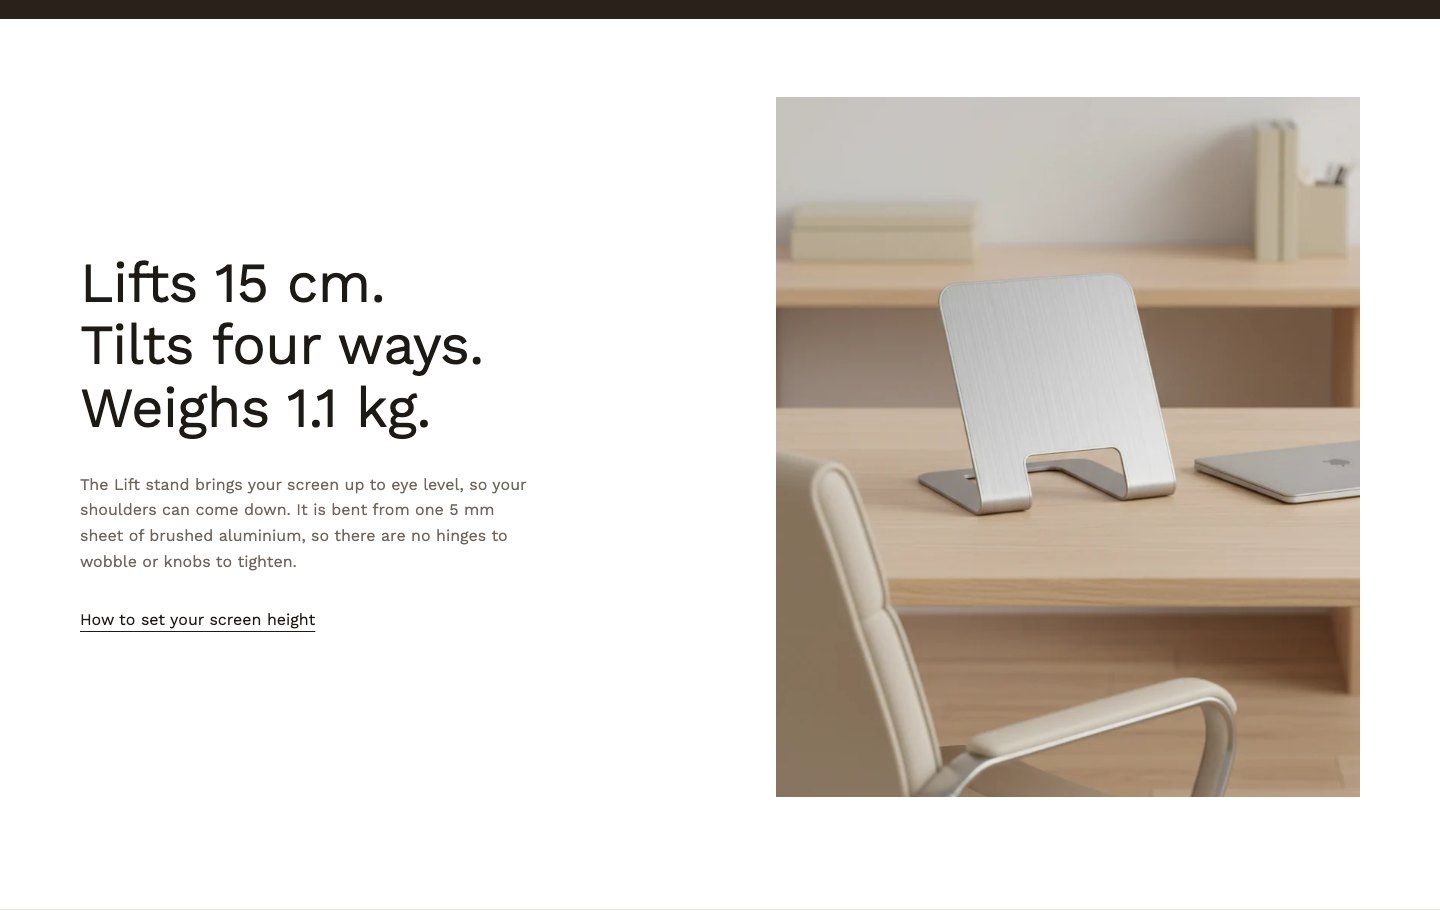 Lifts 15 cm.
Tilts four ways.
Weighs 1.1 kg.
The Lift stand brings your screen up to eye level, so your
shoulders can come down. It is bent from one 5 mm
sheet of brushed aluminium, so there are no hinges to
wobble or knobs to tighten.
How to set your screen height